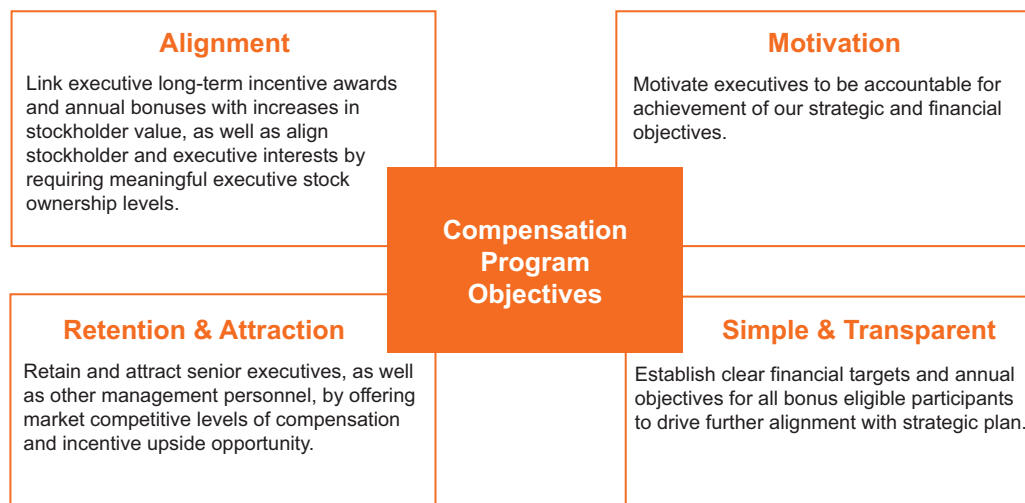 Alignment
Link executive long-term incentive awards
and annual bonuses with increases in
stockholder value, as well as align
stockholder and executive interests by
requiring meaningful executive stock
ownership levels.
Motivation
Motivate executives to be accountable for
achievement of our strategic and financial
objectives.
Compensation
Program
Objectives
Retention & Attraction
Retain and attract senior executives, as well
as other management personnel, by offering
market competitive levels of compensation
and incentive upside opportunity.
Simple & Transparent
Establish clear financial targets and annual
objectives for all bonus eligible participants
to drive further alignment with strategic plan.